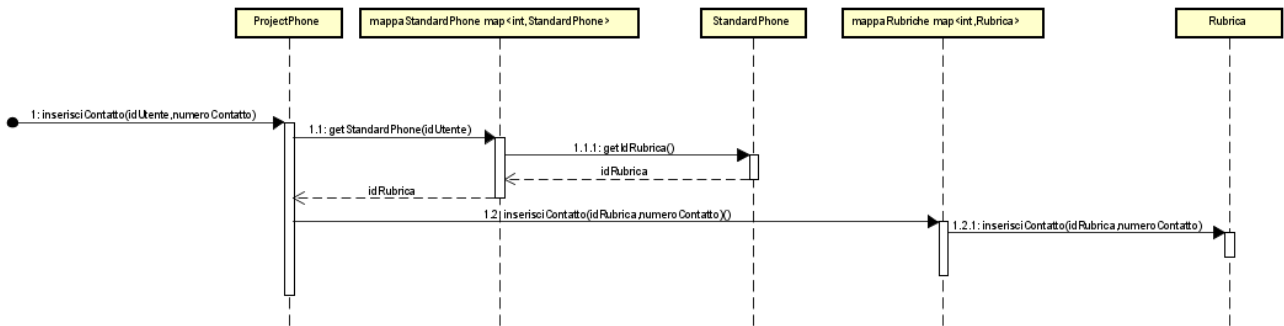 ProjectPhone
mappaStandardPhone map<int,StandardPhone>
StandardPhone
mappaRubriche map<int,Rubrica>
Rubrica
1: inserisciContatto(idUtente,numeroContatto)
1.1: getStandardPhone(idUtente)
1.1.1: getIdRubrica()
idRubrica
idRubrica
1.2: inserisciContatto(idRubrica,numeroContatto)()
1.2.1: inserisciContatto(idRubrica,numeroContatto)